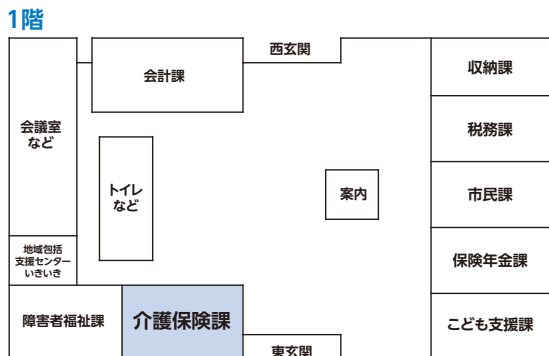 1階
西玄関
会計課
収納課
会議室
など
税務課
トイレ
など
案内
市民課
地域包括
支援センター
いきいき
保険年金課
障害者福祉課
介護保険課
こども支援課
東玄関